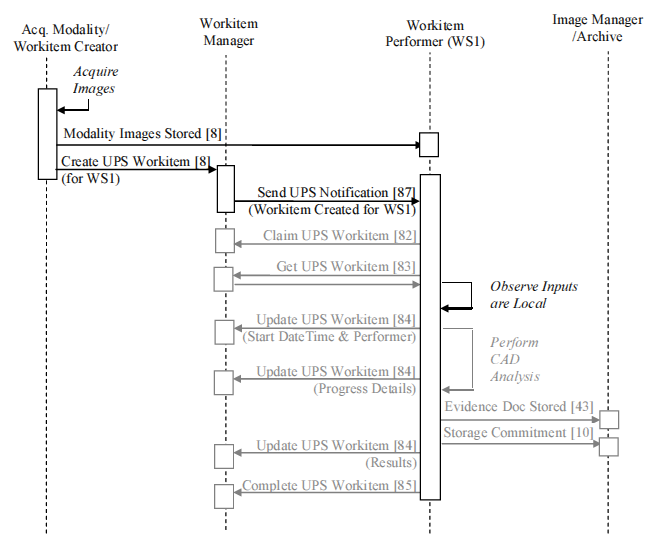 Acq. Modality/
Workitem Creator
Workitem
Manager
Workitem
Performer (WS1)
Image Manager
/Archive
Acquire
Images
Modality Images Stored [8]
Create UPS Workitem [8]
(for WS1)
Send UPS Notification [87]
(Workitem Created for WS1)
Claim UPS Workitem [82]
Get UPS Workitem [83]
Observe Inputs
are Local
Update UPS Workitem [84]
(Start DateTime & Performer)
Perform
CAD
Analysis
Update UPS Workitem [84]
(Progress Details)
Evidence Doc Stored [43]
Storage Commitment [10]
Update UPS Workitem [84]
(Results)
Complete UPS Workitem [85]